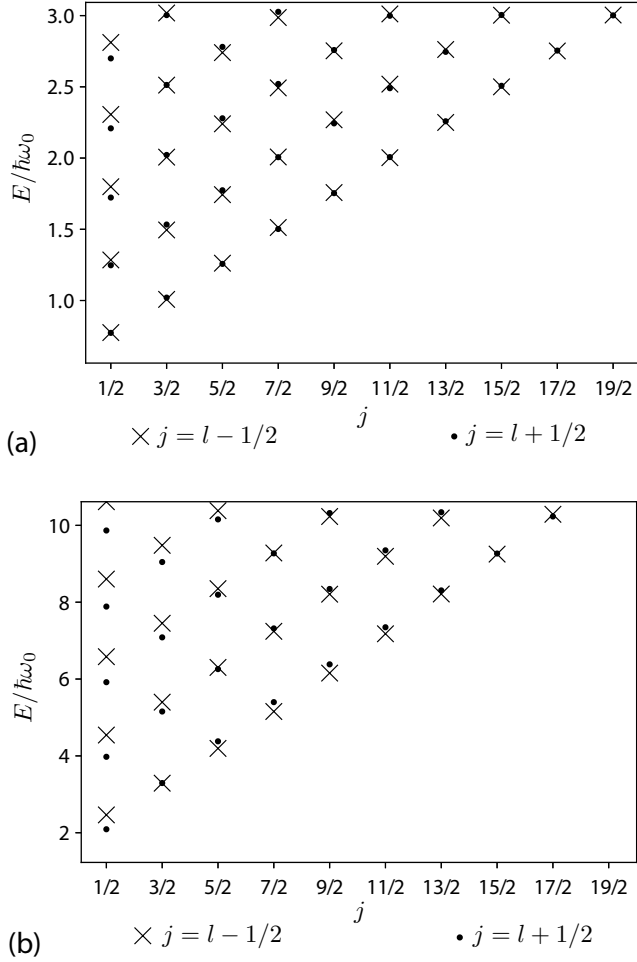 3.0
2.5
2.0
1.5
1.0
E/ħω₀
1/2 3/2 5/2 7/2 9/2 11/2 13/2 15/2 17/2 19/2
j
(a) × j = l − 1/2 • j = l + 1/2
10
8
6
4
2
E/ħω₀
1/2 3/2 5/2 7/2 9/2 11/2 13/2 15/2 17/2 19/2
j
(b) × j = l − 1/2 • j = l + 1/2